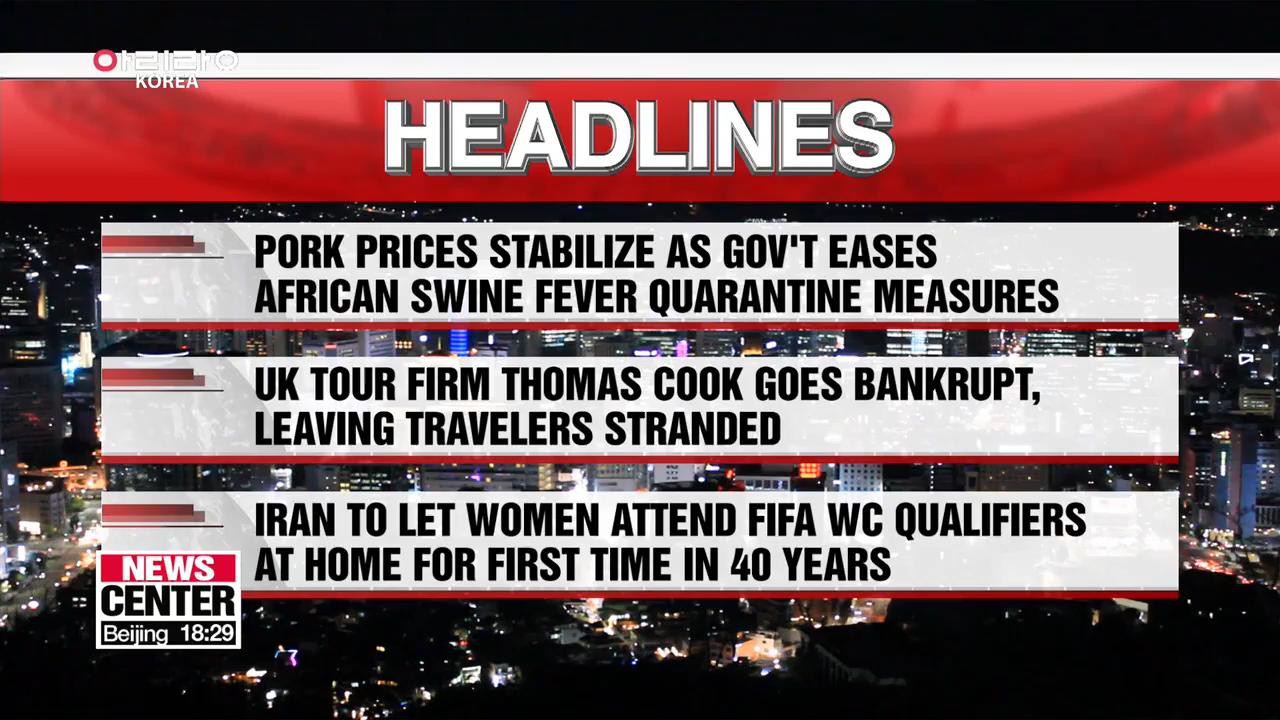 아리랑
KOREA
HEADLINES
PORK PRICES STABILIZE AS GOV'T EASES
AFRICAN SWINE FEVER QUARANTINE MEASURES
UK TOUR FIRM THOMAS COOK GOES BANKRUPT,
LEAVING TRAVELERS STRANDED
IRAN TO LET WOMEN ATTEND FIFA WC QUALIFIERS
AT HOME FOR FIRST TIME IN 40 YEARS
NEWS
CENTER
Beijing 18:29